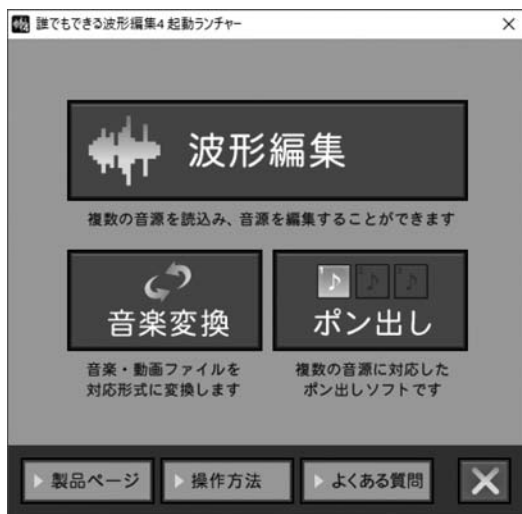 誰でもできる波形編集4 起動ランチャー
波形編集
複数の音源を読込み、音源を編集することができます
音楽変換
ポン出し
音楽・動画ファイルを
対応形式に変換します
複数の音源に対応した
ポン出しソフトです
製品ページ
操作方法
よくある質問